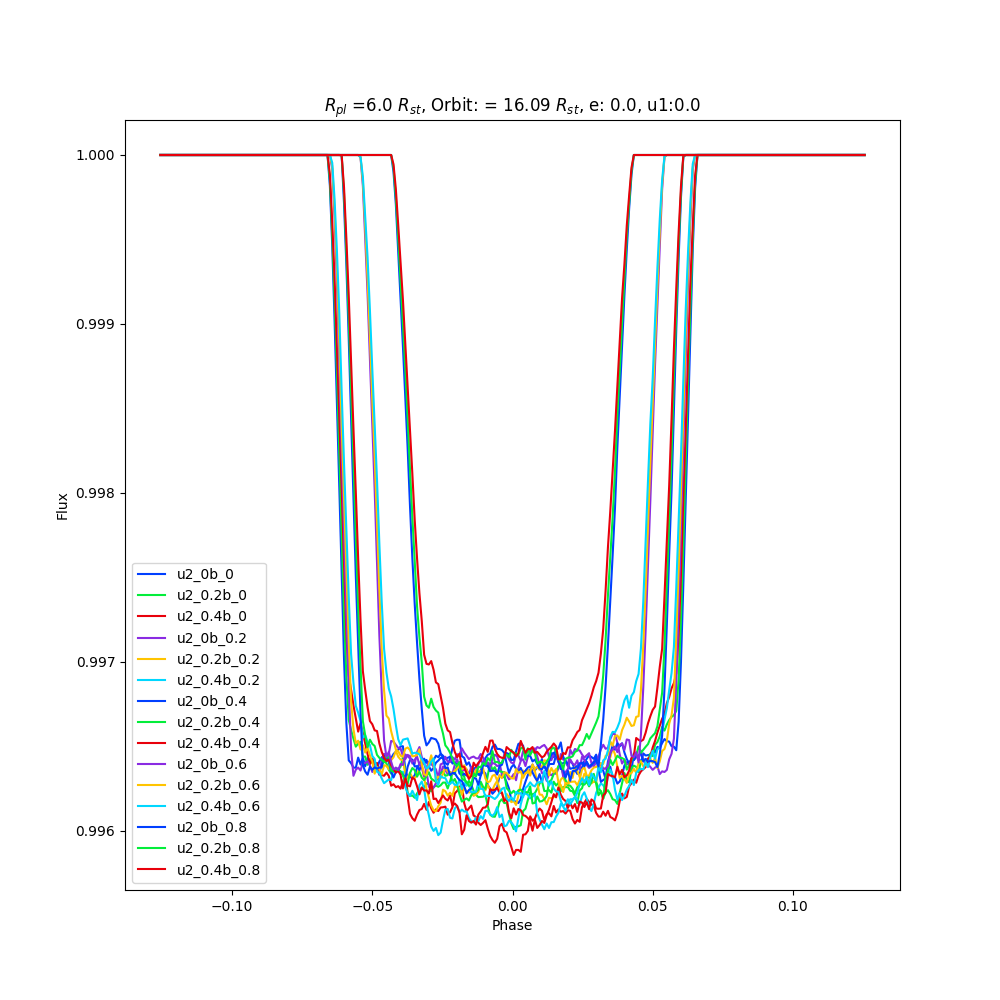 R_pl =6.0 R_st, Orbit: = 16.09 R_st, e: 0.0, u1:0.0
1.000
0.999
0.998
0.997
0.996
Flux
u2_0b_0
u2_0.2b_0
u2_0.4b_0
u2_0b_0.2
u2_0.2b_0.2
u2_0.4b_0.2
u2_0b_0.4
u2_0.2b_0.4
u2_0.4b_0.4
u2_0b_0.6
u2_0.2b_0.6
u2_0.4b_0.6
u2_0b_0.8
u2_0.2b_0.8
u2_0.4b_0.8
−0.10 −0.05 0.00 0.05 0.10
Phase